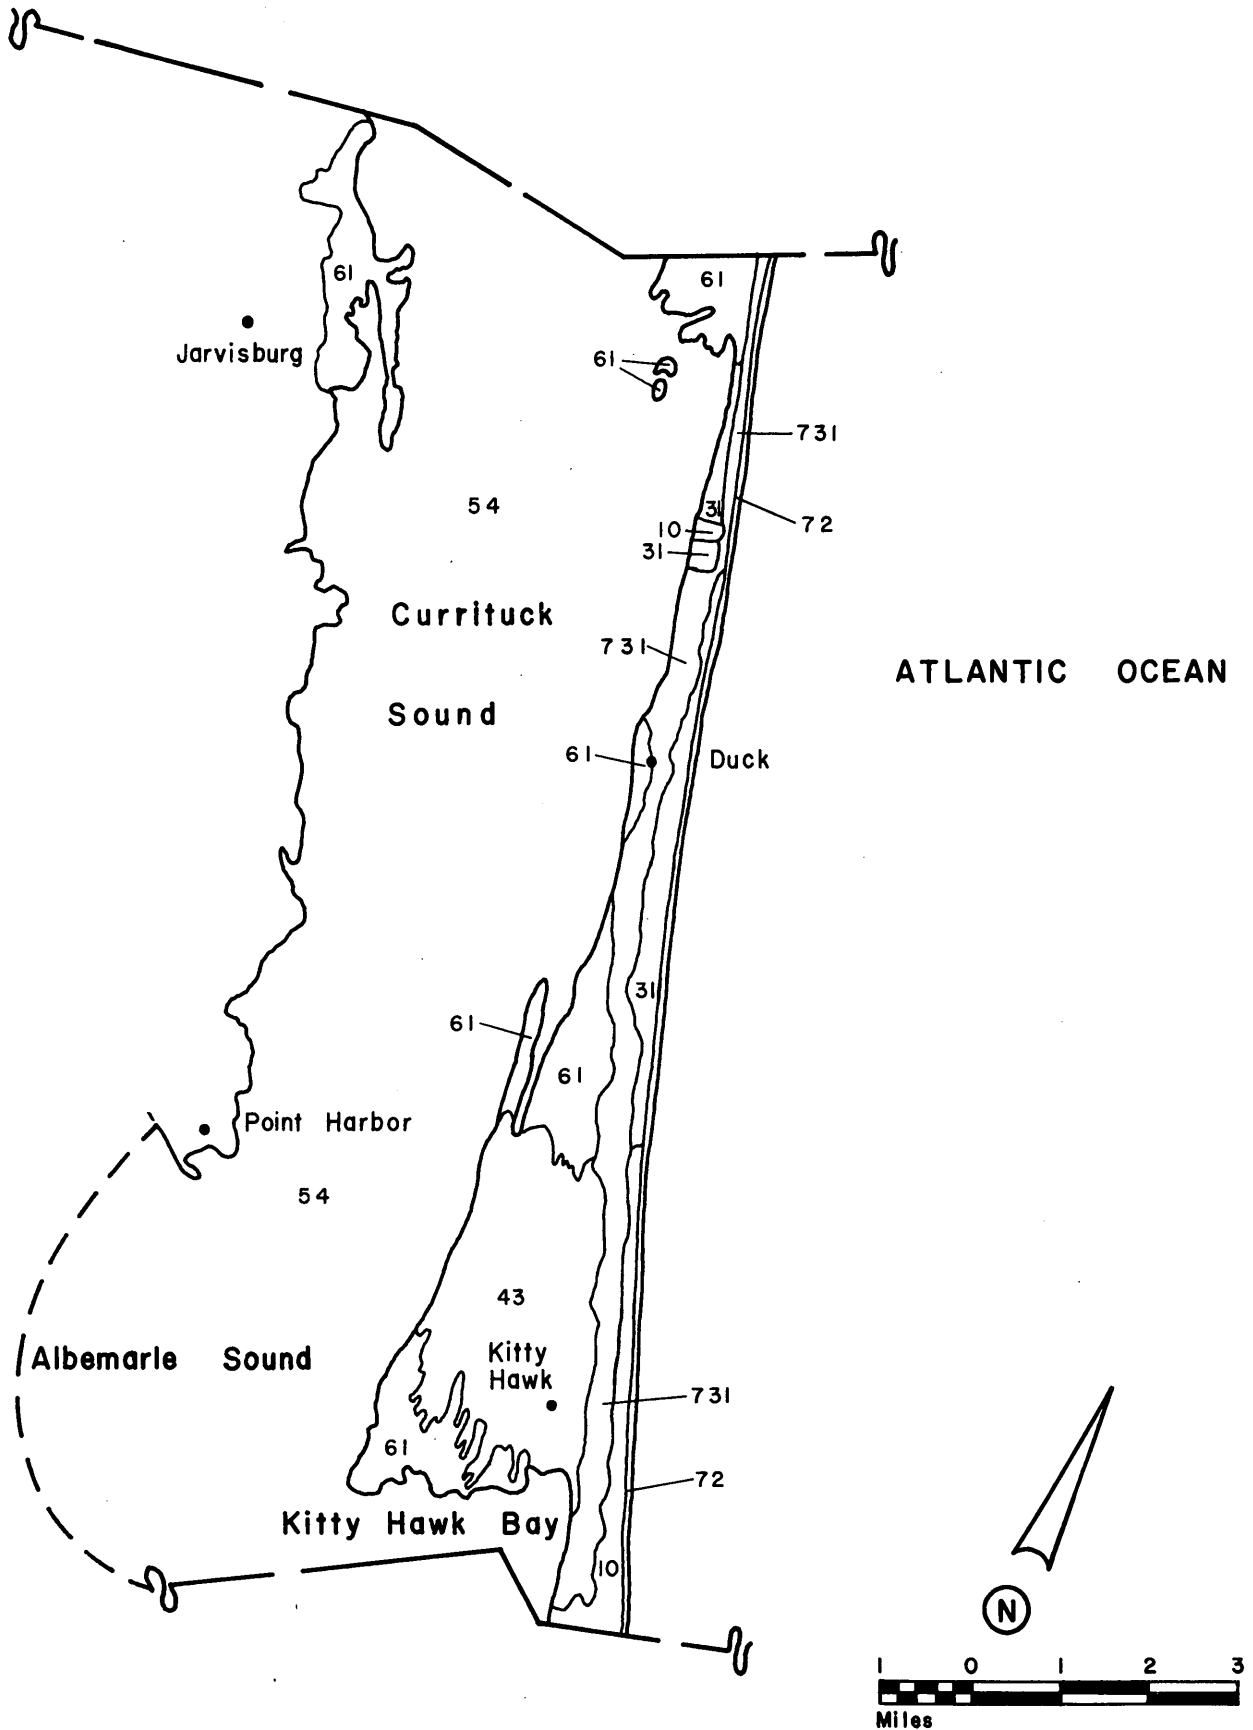 61
61
Jarvisburg
61
731
54
31
72
10
31
Currituck
731
ATLANTIC OCEAN
Sound
61
Duck
31
61
61
Point Harbor
54
43
Albemarle Sound
Kitty
Hawk
731
61
72
Kitty Hawk Bay
10
N
1 0 1 2 3
Miles